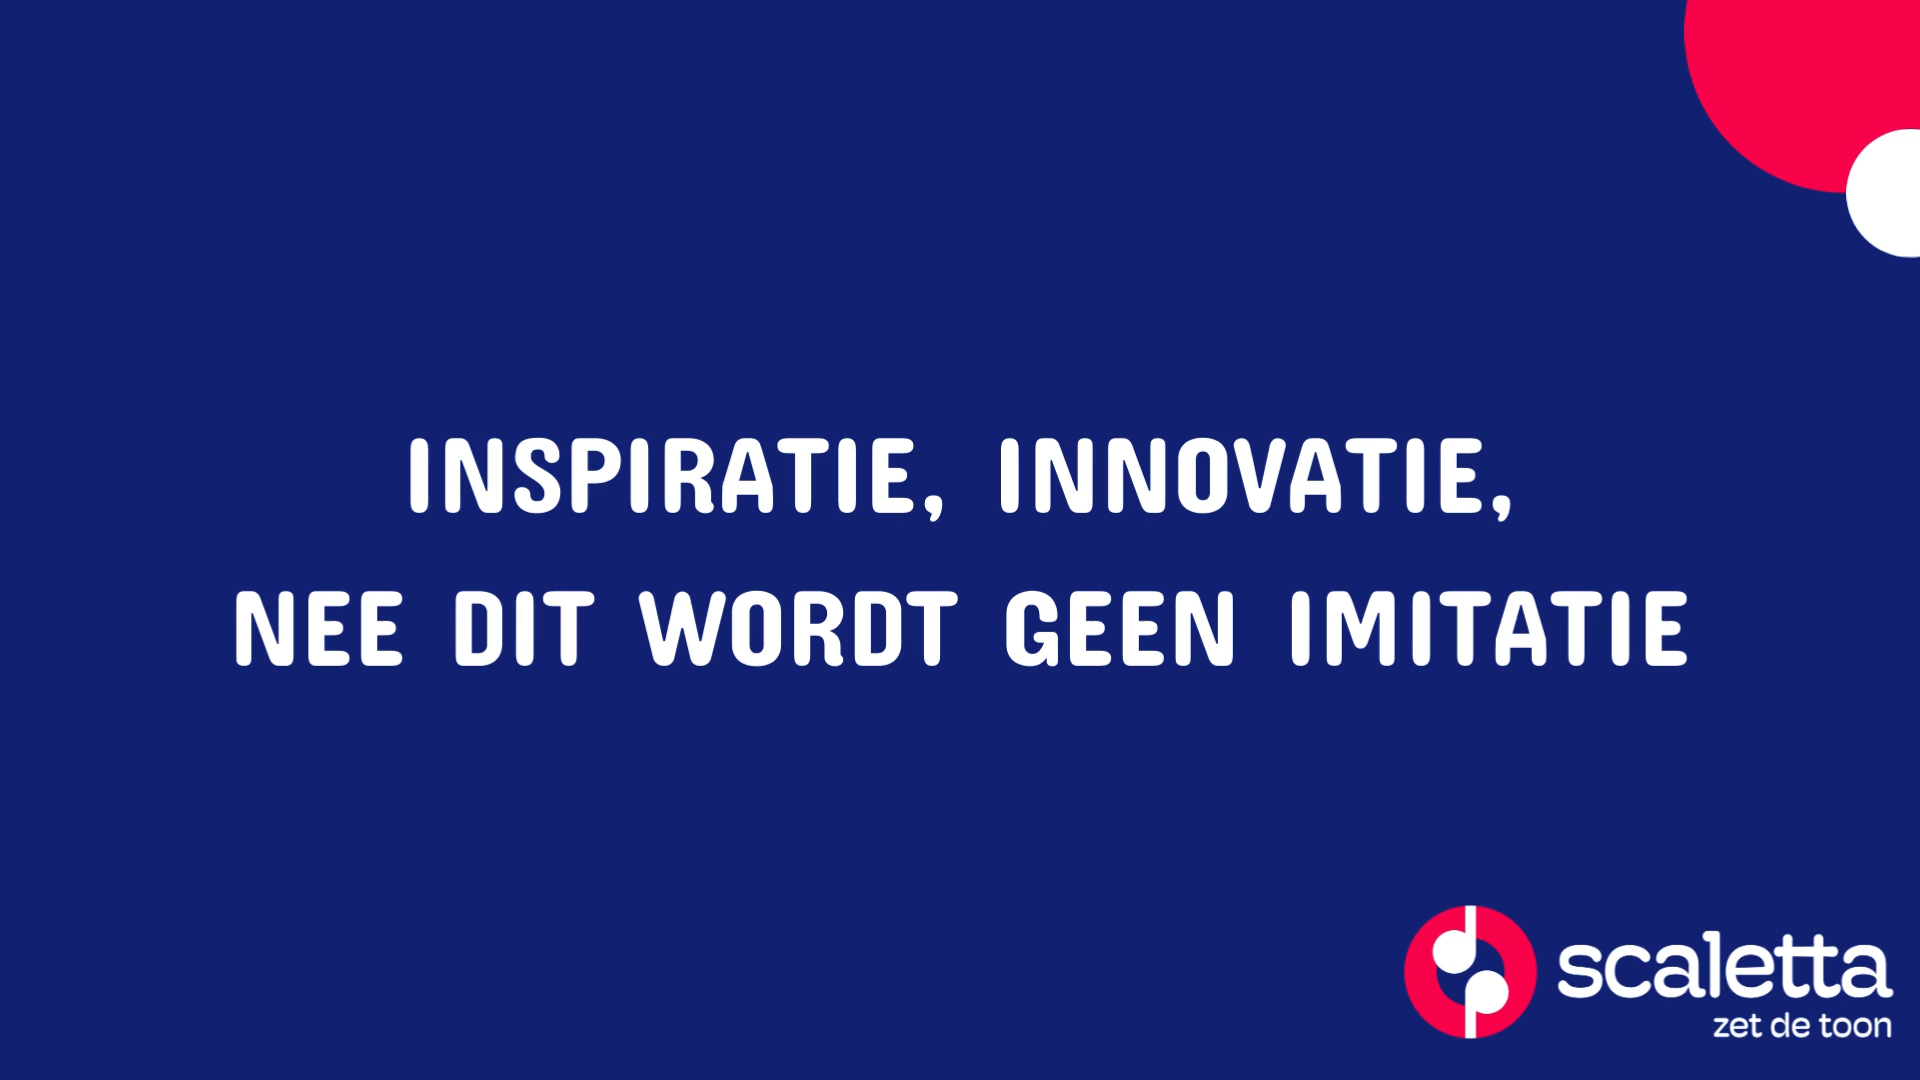 INSPIRATIE, INNOVATIE,
NEE DIT WORDT GEEN IMITATIE
scaletta
zet de toon